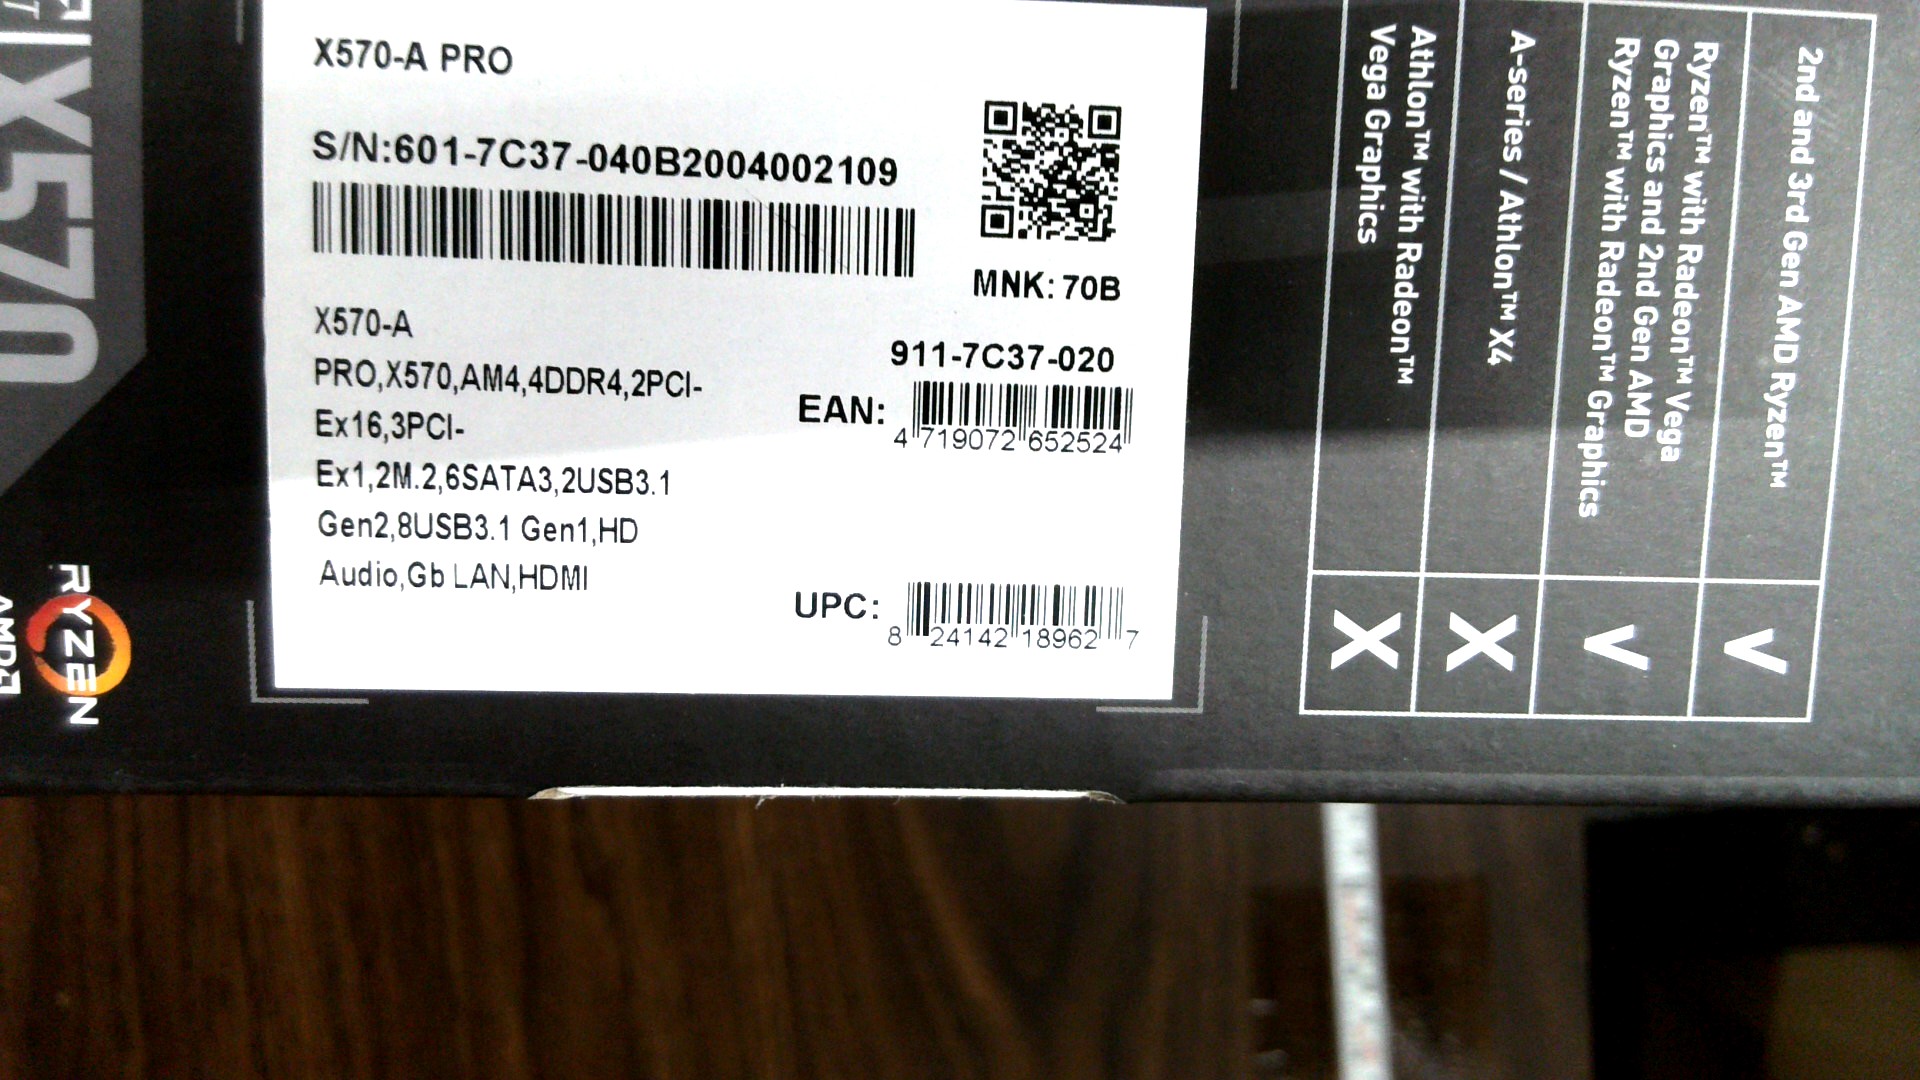 X570
RYZEN
X570-A PRO
S/N:601-7C37-040B2004002109
MNK: 70B
X570-A
PRO,X570,AM4,4DDR4,2PCI-
Ex16,3PCI-
Ex1,2M.2,6SATA3,2USB3.1
Gen2,8USB3.1 Gen1,HD
Audio,Gb LAN,HDMI
911-7C37-020
EAN:
4 719072 652524
UPC:
8 24142 18962 7
2nd and 3rd Gen AMD Ryzen™
V
Ryzen™ with Radeon™ Vega
Graphics and 2nd Gen AMD
Ryzen™ with Radeon™ Graphics
V
A-series / Athlon™ X4
X
Athlon™ with Radeon™
Vega Graphics
X